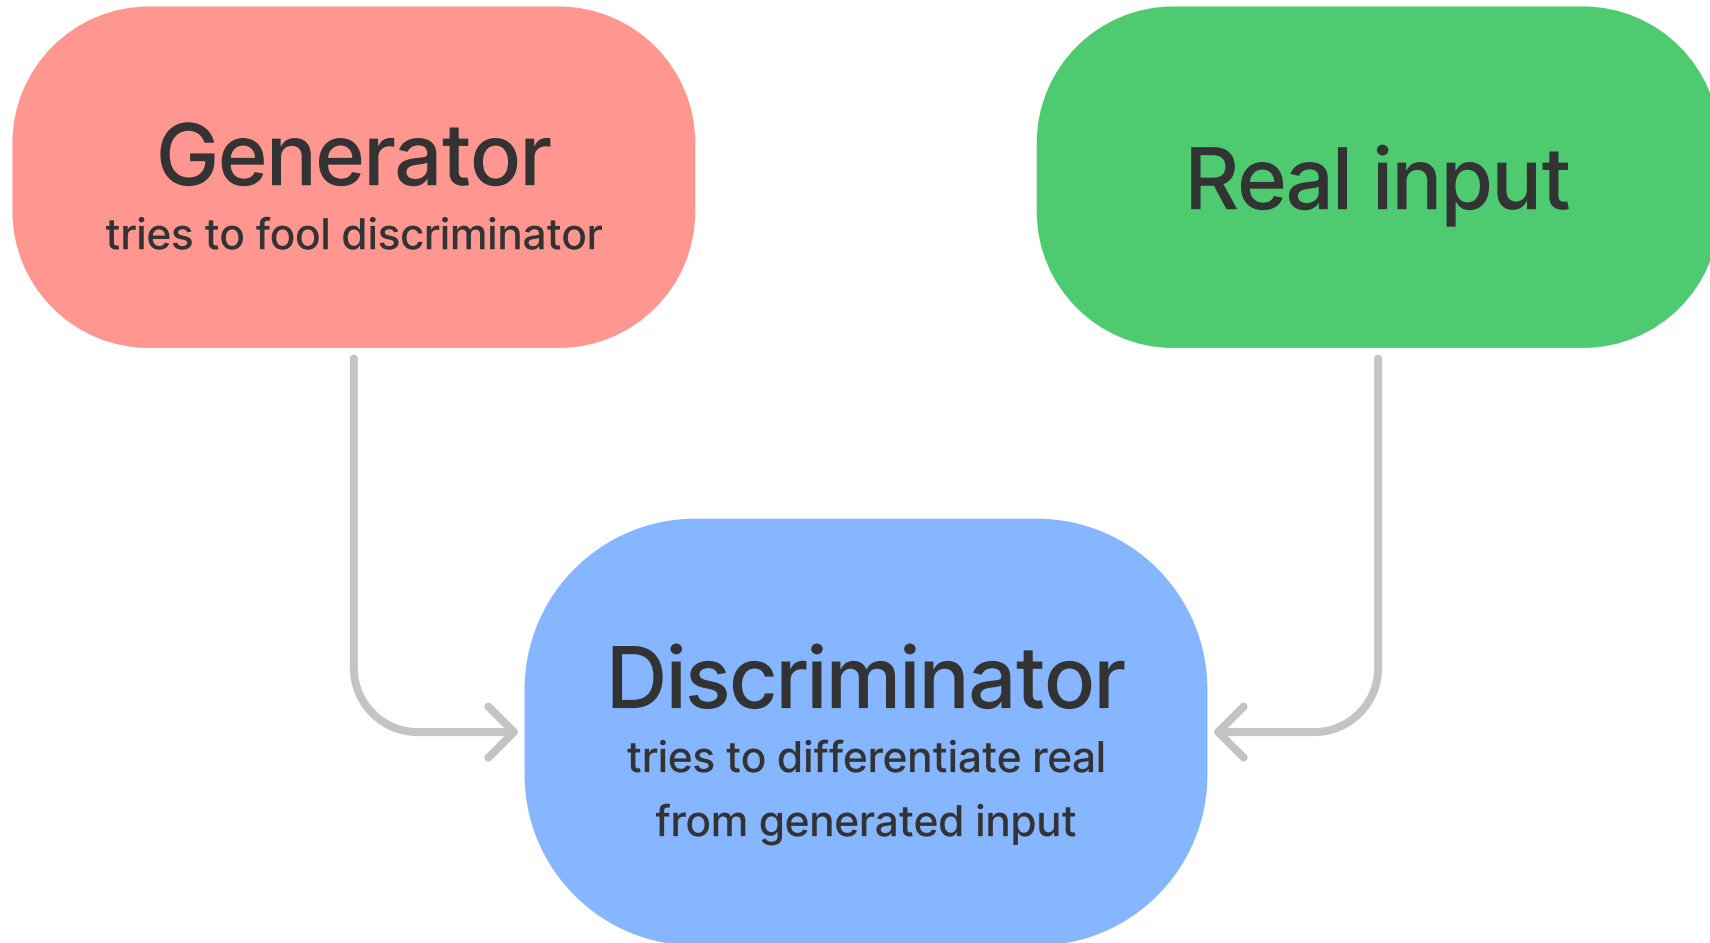 Generator
tries to fool discriminator
Real input
Discriminator
tries to differentiate real
from generated input